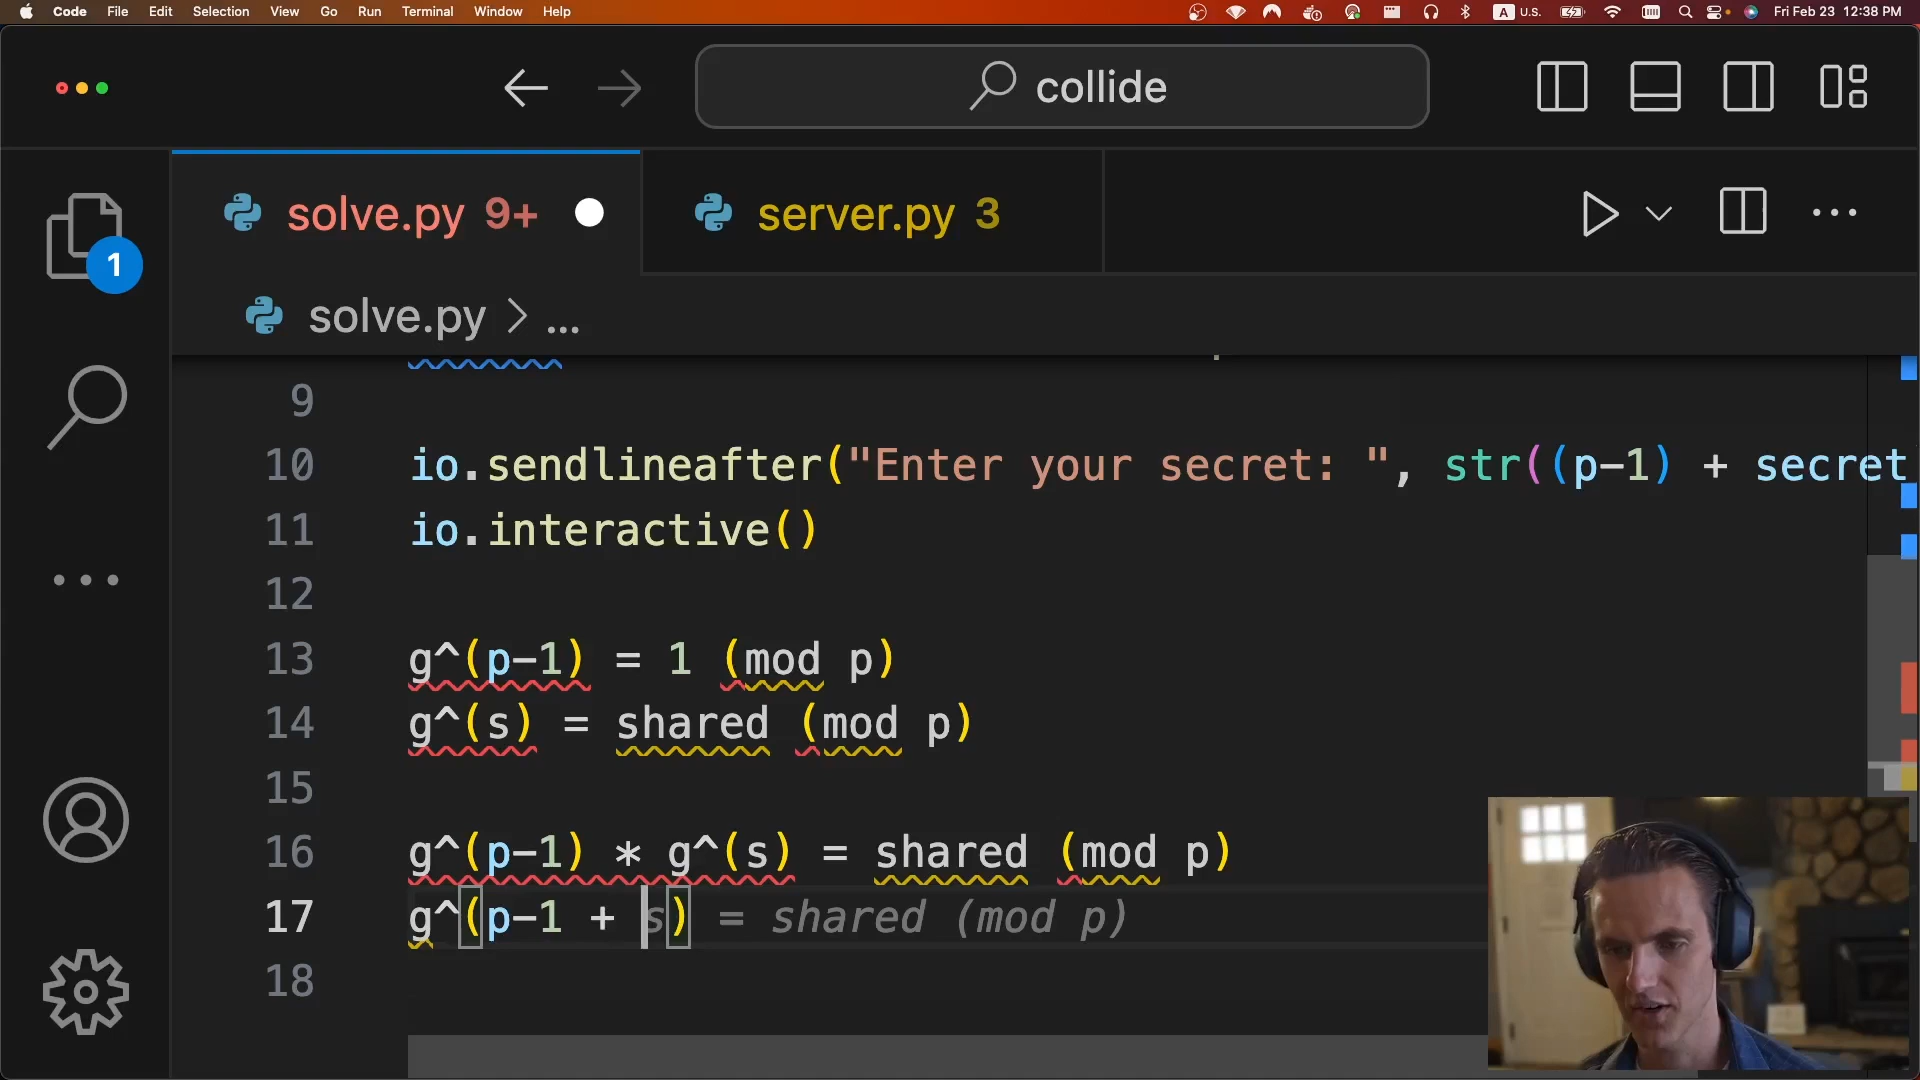 Code File Edit Selection View Go Run Terminal Window Help A U.S. Fri Feb 23 12:38 PM
collide
solve.py 9+ server.py 3
1
solve.py > ...
9
10 io.sendlineafter("Enter your secret: ", str((p-1) + secret
11 io.interactive()
12
13 g^(p-1) = 1 (mod p)
14 g^(s) = shared (mod p)
15
16 g^(p-1) * g^(s) = shared (mod p)
17 g^(p-1 + s) = shared (mod p)
18